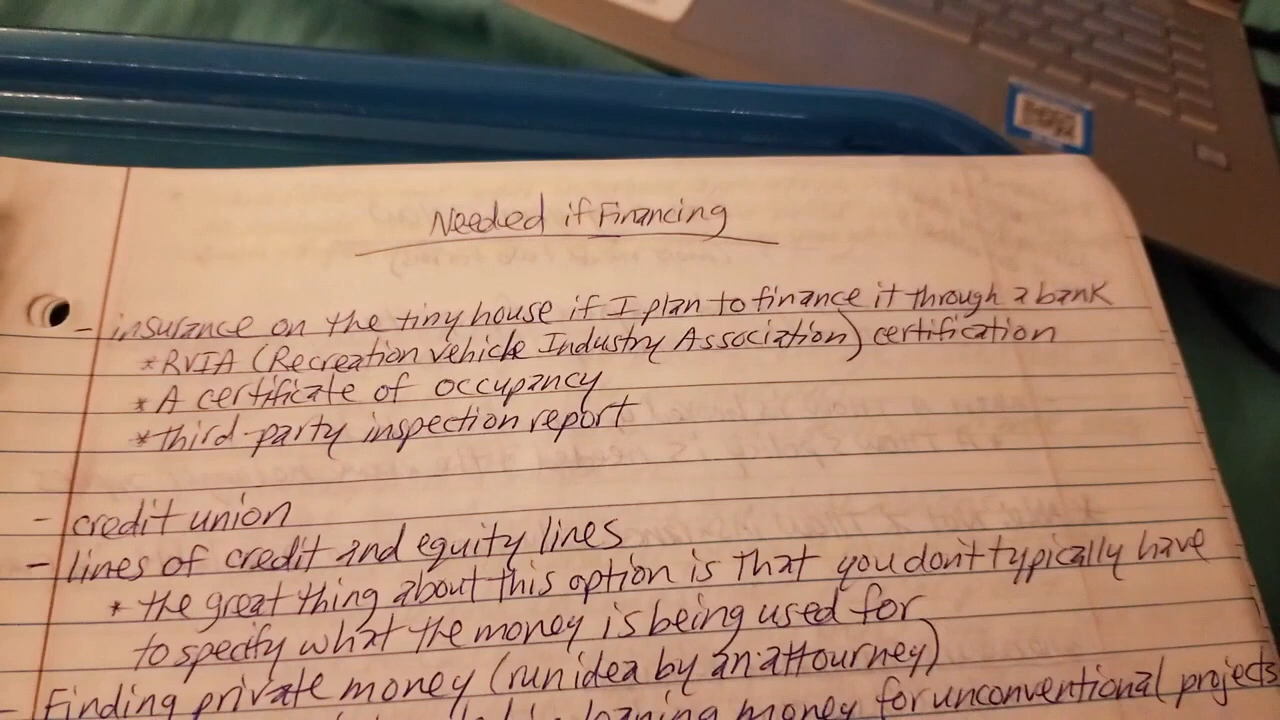 Needed if Financing
- insurance on the tiny house if I plan to finance it through a bank
* RVIA (Recreation Vehicle Industry Association) certification
* A certificate of occupancy
* third-party inspection report
- credit union
- lines of credit and equity lines
* the great thing about this option is that you don't typically have
to specify what the money is being used for
- Finding private money (run idea by an attourney)
loaning money for unconventional projects